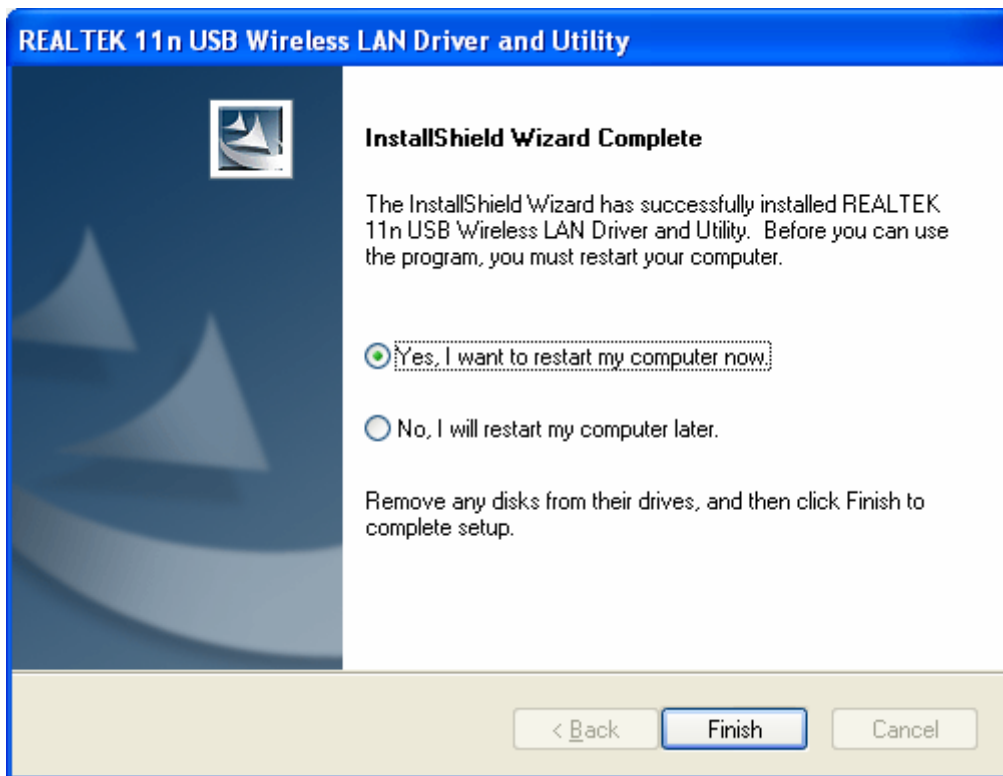 REALTEK 11n USB Wireless LAN Driver and Utility
InstallShield Wizard Complete
The InstallShield Wizard has successfully installed REALTEK
11n USB Wireless LAN Driver and Utility.  Before you can use
the program, you must restart your computer.
Yes, I want to restart my computer now.
No, I will restart my computer later.
Remove any disks from their drives, and then click Finish to
complete setup.
< Back
Finish
Cancel